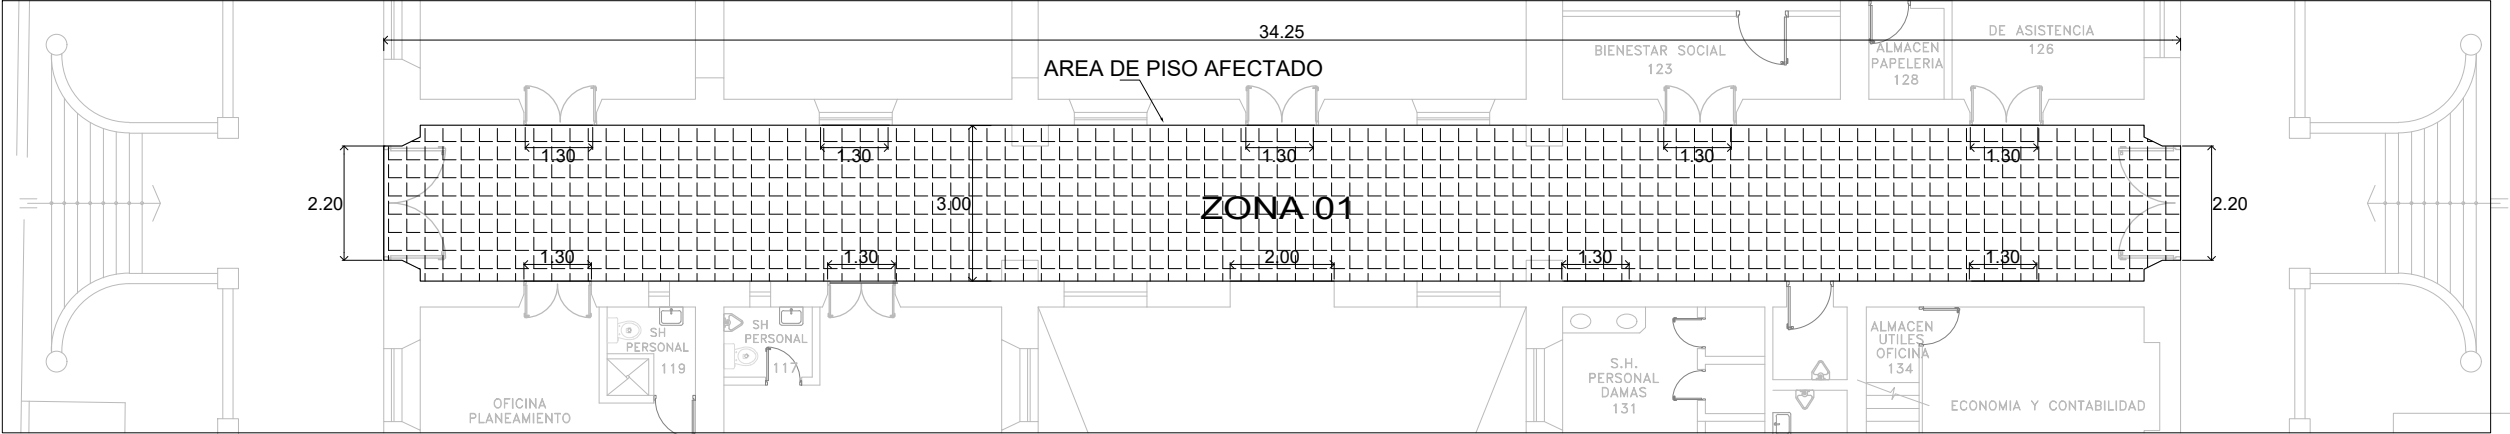 34.25
AREA DE PISO AFECTADO
BIENESTAR SOCIAL
123
ALMACEN
PAPELERIA
128
DE ASISTENCIA
126
1.30
1.30
1.30
1.30
1.30
2.20
3.00
ZONA 01
2.20
1.30
1.30
2.00
1.30
1.30
SH
PERSONAL
119
SH
PERSONAL
117
OFICINA
PLANEAMIENTO
S.H.
PERSONAL
DAMAS
131
ALMACEN
UTILES
OFICINA
134
ECONOMIA Y CONTABILIDAD